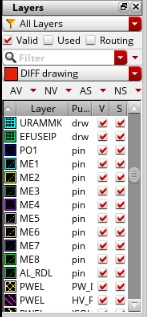 Layers
All Layers
Valid Used Routing
Filter
DIFF drawing
AV NV AS NS
Layer Pu... V S
URAMMK drw
EFUSEIP drw
PO1 pin
ME1 pin
ME2 pin
ME3 pin
ME4 pin
ME5 pin
ME6 pin
ME7 pin
ME8 pin
AL_RDL pin
PWEL PW_I
PWEL HV_F